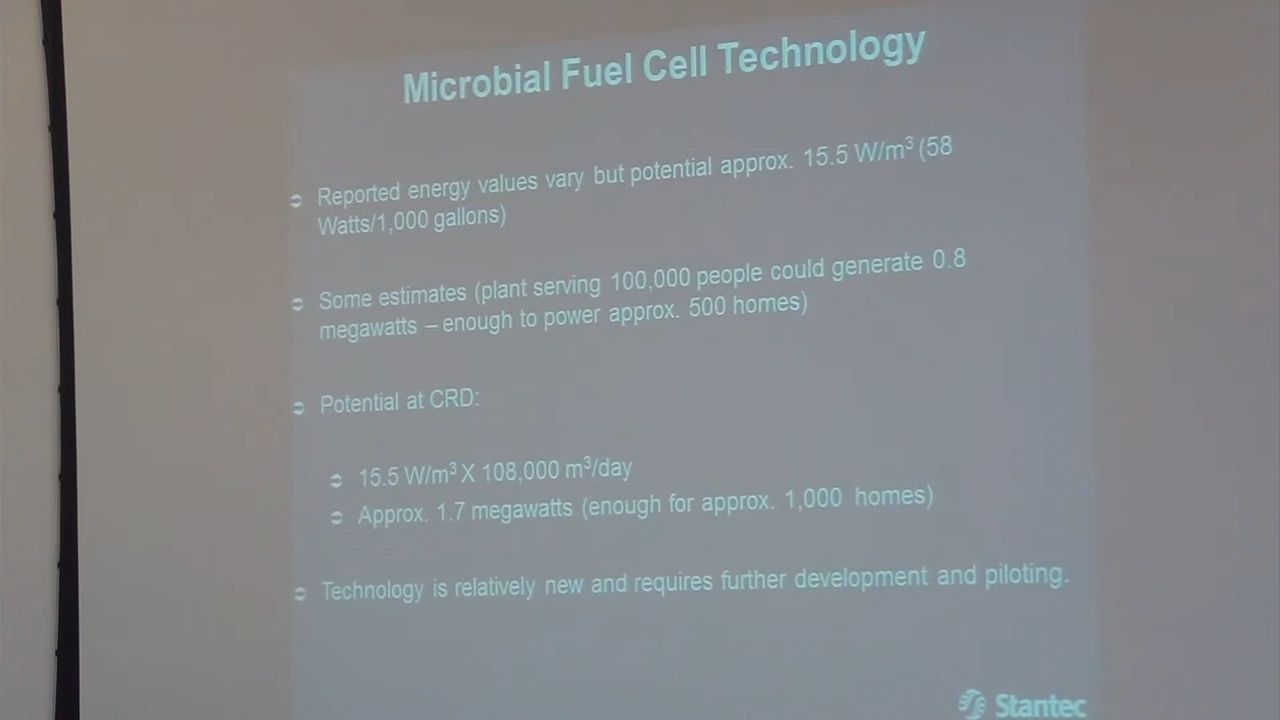 Microbial Fuel Cell Technology
Reported energy values vary but potential approx. 15.5 W/m³ (58
Watts/1,000 gallons)
Some estimates (plant serving 100,000 people could generate 0.8
megawatts – enough to power approx. 500 homes)
Potential at CRD:
15.5 W/m³ X 108,000 m³/day
Approx. 1.7 megawatts (enough for approx. 1,000 homes)
Technology is relatively new and requires further development and piloting.
Stantec